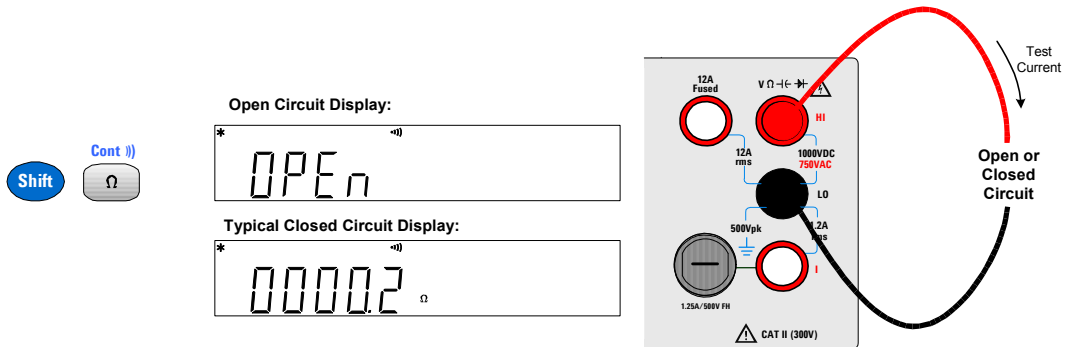 Cont
Shift
Ω
Open Circuit Display:
*
OPEn
Typical Closed Circuit Display:
*
0000.2 Ω
12A
Fused
V Ω
HI
12A
rms
1000VDC
750VAC
LO
500Vpk
1.2A
rms
I
1.25A/500V FH
CAT II (300V)
Test
Current
Open or
Closed
Circuit